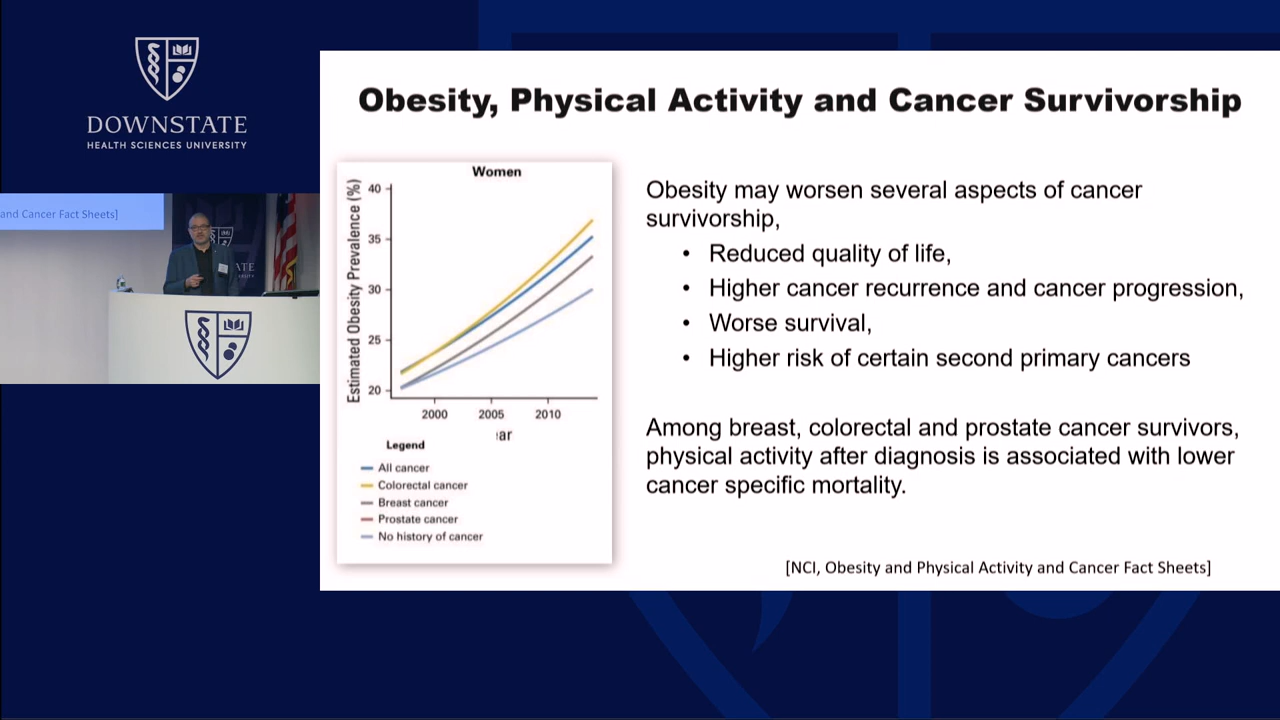 DOWNSTATE
HEALTH SCIENCES UNIVERSITY
and Cancer Fact Sheets]
Obesity, Physical Activity and Cancer Survivorship
Women
Estimated Obesity Prevalence (%)
40
35
30
25
20
2000 2005 2010
ar
Legend
All cancer
Colorectal cancer
Breast cancer
Prostate cancer
No history of cancer
Obesity may worsen several aspects of cancer
survivorship,
• Reduced quality of life,
• Higher cancer recurrence and cancer progression,
• Worse survival,
• Higher risk of certain second primary cancers
Among breast, colorectal and prostate cancer survivors,
physical activity after diagnosis is associated with lower
cancer specific mortality.
[NCI, Obesity and Physical Activity and Cancer Fact Sheets]